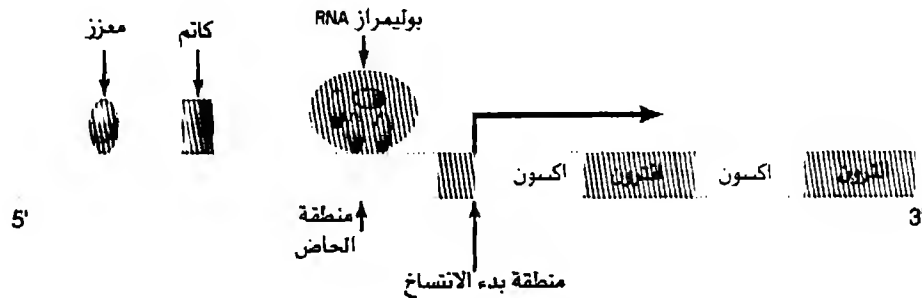 معزز
كاتم
بوليمراز RNA
اكسون
انترون
اكسون
انترون
5'
3
منطقة
الحاض
منطقة بدء الانتساخ